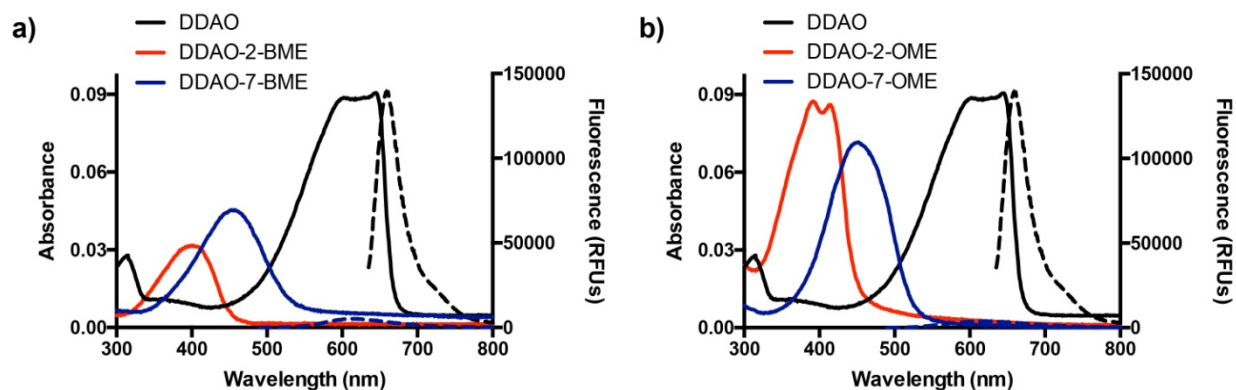 a)
DDAO
DDAO-2-BME
DDAO-7-BME
Absorbance
0.09
0.06
0.03
0.00
300 400 500 600 700 800
Wavelength (nm)
150000
100000
50000
0
Fluorescence (RFUs)
b)
DDAO
DDAO-2-OME
DDAO-7-OME
Absorbance
0.09
0.06
0.03
0.00
300 400 500 600 700 800
Wavelength (nm)
150000
100000
50000
0
Fluorescence (RFUs)